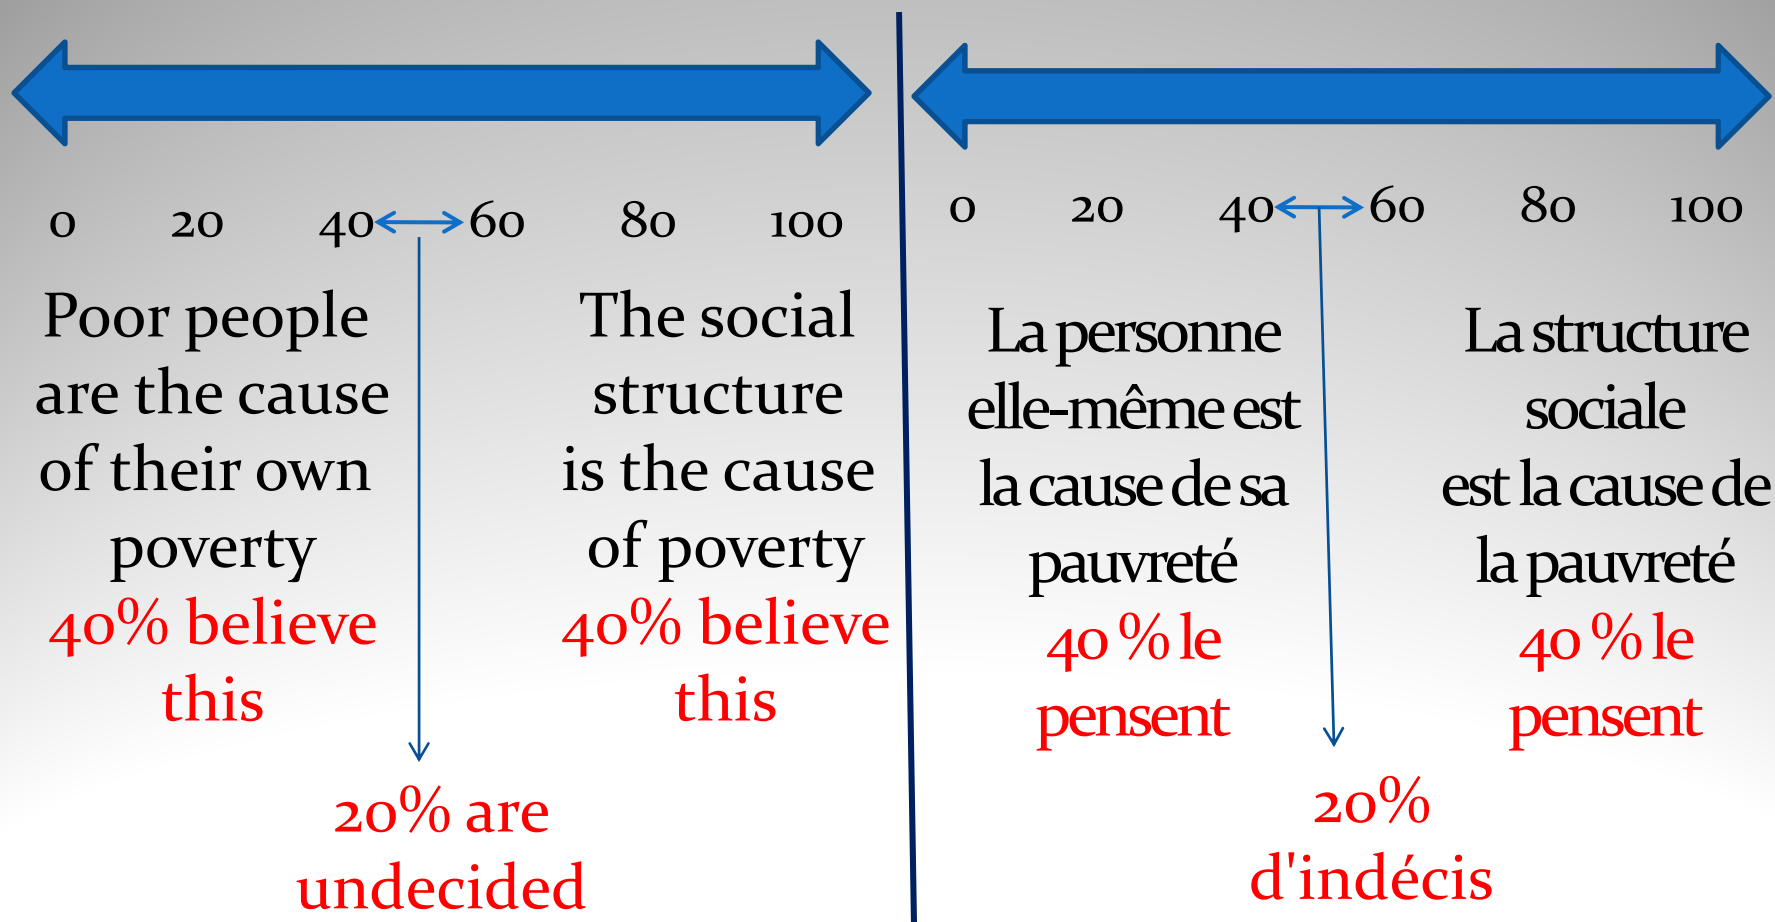 0 20 40 60 80 100
Poor people
are the cause
of their own
poverty
40% believe
this
The social
structure
is the cause
of poverty
40% believe
this
20% are
undecided
0 20 40 60 80 100
La personne
elle-même est
la cause de sa
pauvreté
40 % le
pensent
La structure
sociale
est la cause de
la pauvreté
40 % le
pensent
20%
d'indécis